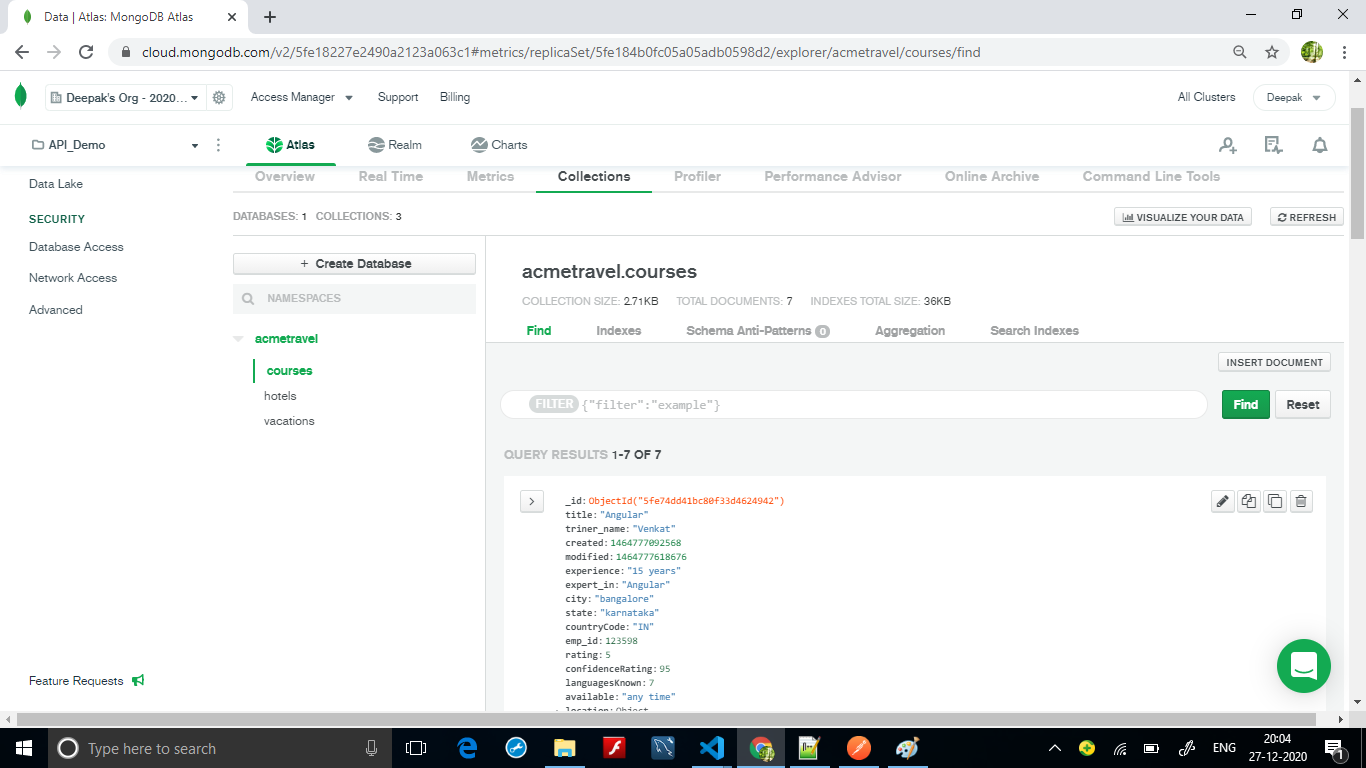 Data | Atlas: MongoDB Atlas
cloud.mongodb.com/v2/5fe18227e2490a2123a063c1#metrics/replicaSet/5fe184b0fc05a05adb0598d2/explorer/acmetravel/courses/find
Deepak's Org - 2020... Access Manager Support Billing All Clusters Deepak
API_Demo Atlas Realm Charts
Data Lake
SECURITY
Database Access
Network Access
Advanced
Feature Requests
Overview Real Time Metrics Collections Profiler Performance Advisor Online Archive Command Line Tools
DATABASES: 1 COLLECTIONS: 3 VISUALIZE YOUR DATA REFRESH
+ Create Database
NAMESPACES
acmetravel
courses
hotels
vacations
acmetravel.courses
COLLECTION SIZE: 2.71KB TOTAL DOCUMENTS: 7 INDEXES TOTAL SIZE: 36KB
Find Indexes Schema Anti-Patterns 0 Aggregation Search Indexes
INSERT DOCUMENT
FILTER {"filter":"example"} Find Reset
QUERY RESULTS 1-7 OF 7
_id: ObjectId("5fe74dd41bc80f33d4624942")
title: "Angular"
triner_name: "Venkat"
created: 1464777092568
modified: 1464777618676
experience: "15 years"
expert_in: "Angular"
city: "bangalore"
state: "karnataka"
countryCode: "IN"
emp_id: 123598
rating: 5
confidenceRating: 95
languagesKnown: 7
available: "any time"
location: Object
Type here to search ENG 20:04
27-12-2020 1